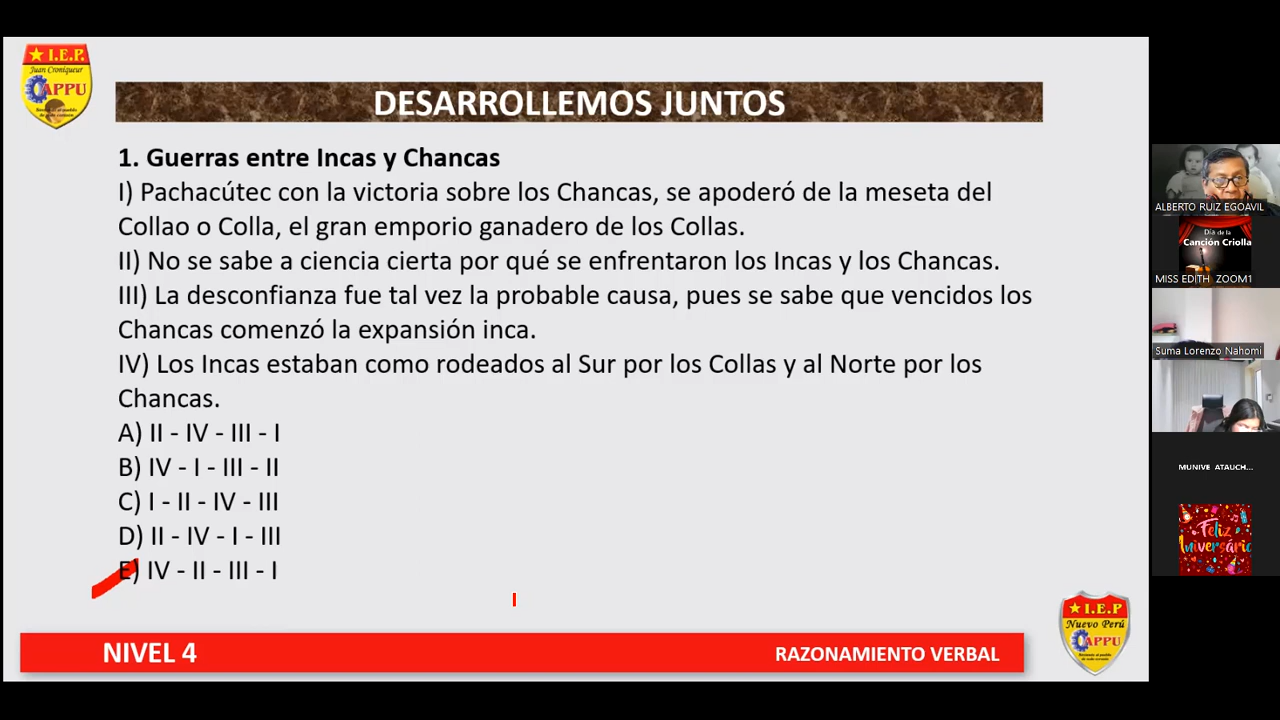 I.E.P.
Juan Croniqueur
APPU
DESARROLLEMOS JUNTOS
1. Guerras entre Incas y Chancas
I) Pachacútec con la victoria sobre los Chancas, se apoderó de la meseta del
Collao o Colla, el gran emporio ganadero de los Collas.
II) No se sabe a ciencia cierta por qué se enfrentaron los Incas y los Chancas.
III) La desconfianza fue tal vez la probable causa, pues se sabe que vencidos los
Chancas comenzó la expansión inca.
IV) Los Incas estaban como rodeados al Sur por los Collas y al Norte por los
Chancas.
A) II - IV - III - I
B) IV - I - III - II
C) I - II - IV - III
D) II - IV - I - III
E) IV - II - III - I
NIVEL 4
RAZONAMIENTO VERBAL
I.E.P
Nuevo Perú
APPU
ALBERTO RUIZ EGOAVIL
Día de la
Canción Criolla
MISS EDITH ZOOM1
Suma Lorenzo Nahomi
MUNIVE ATAUCH...
Feliz
Aniversário